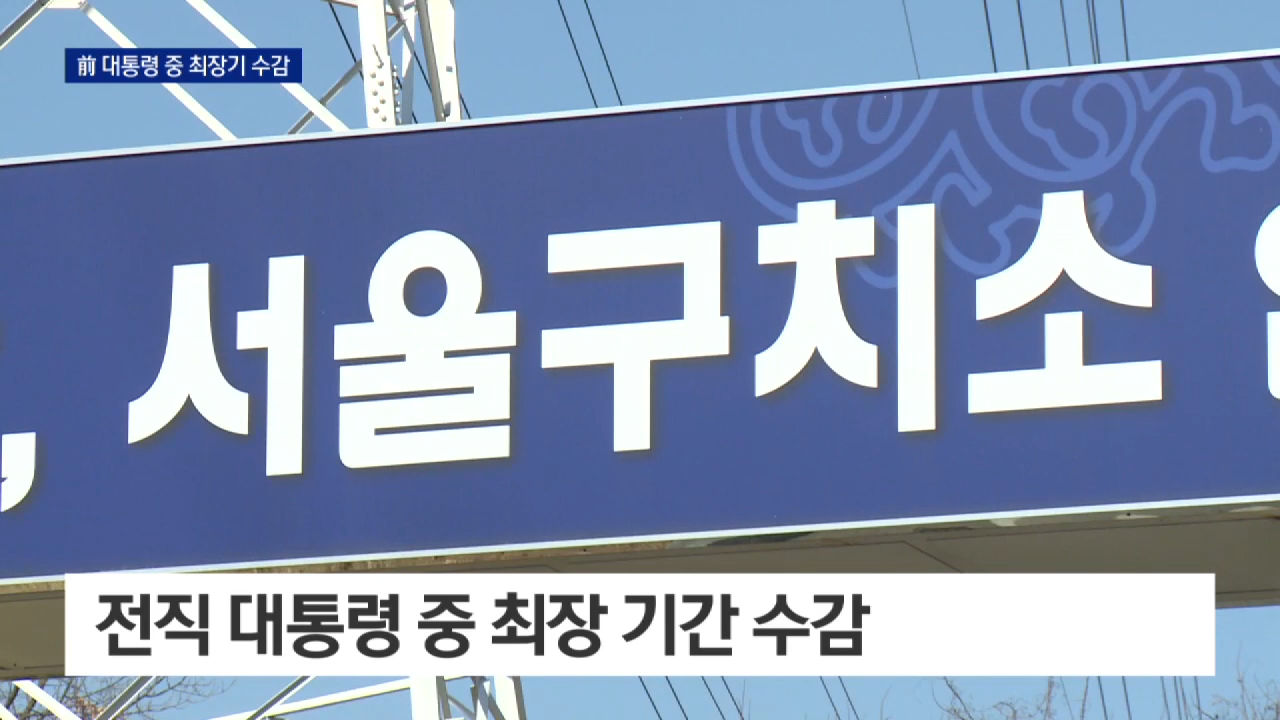 前 대통령 중 최장기 수감
, 서울구치소
전직 대통령 중 최장 기간 수감